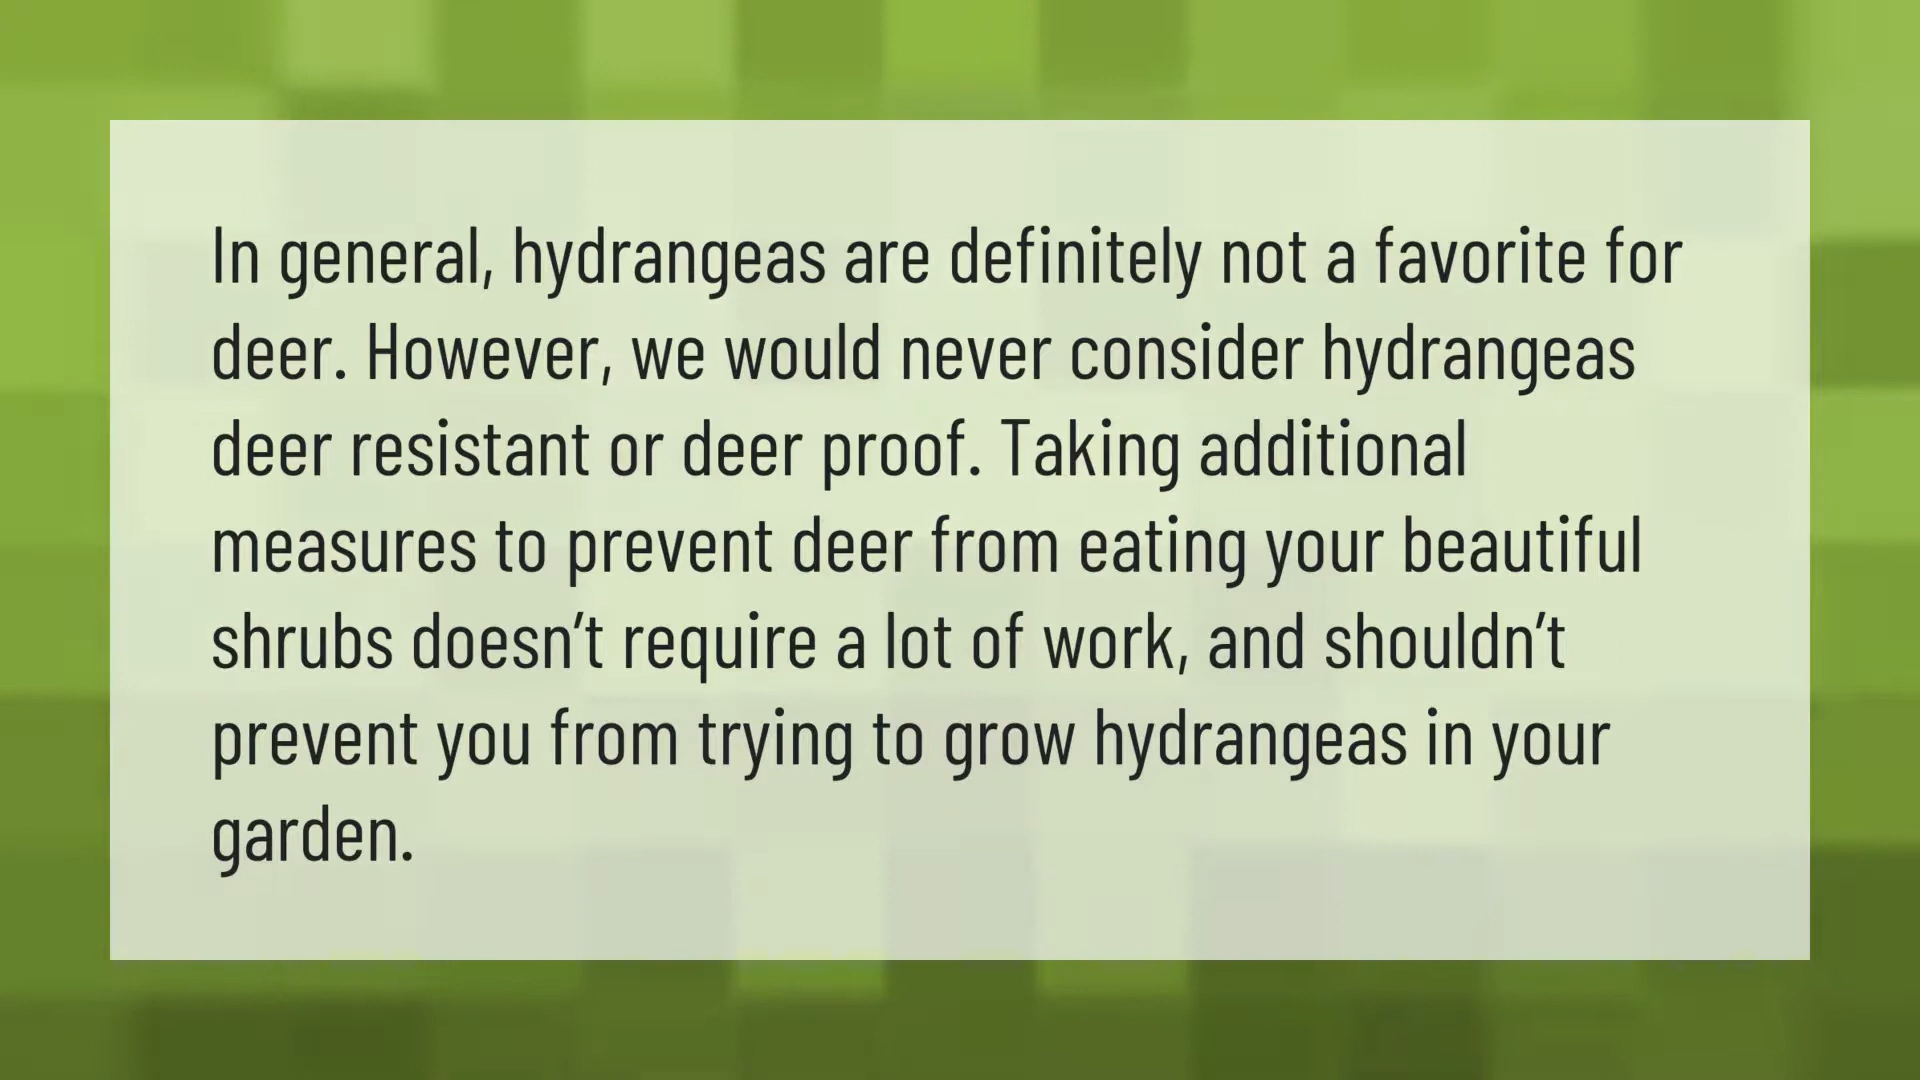 In general, hydrangeas are definitely not a favorite for
deer. However, we would never consider hydrangeas
deer resistant or deer proof. Taking additional
measures to prevent deer from eating your beautiful
shrubs doesn’t require a lot of work, and shouldn’t
prevent you from trying to grow hydrangeas in your
garden.